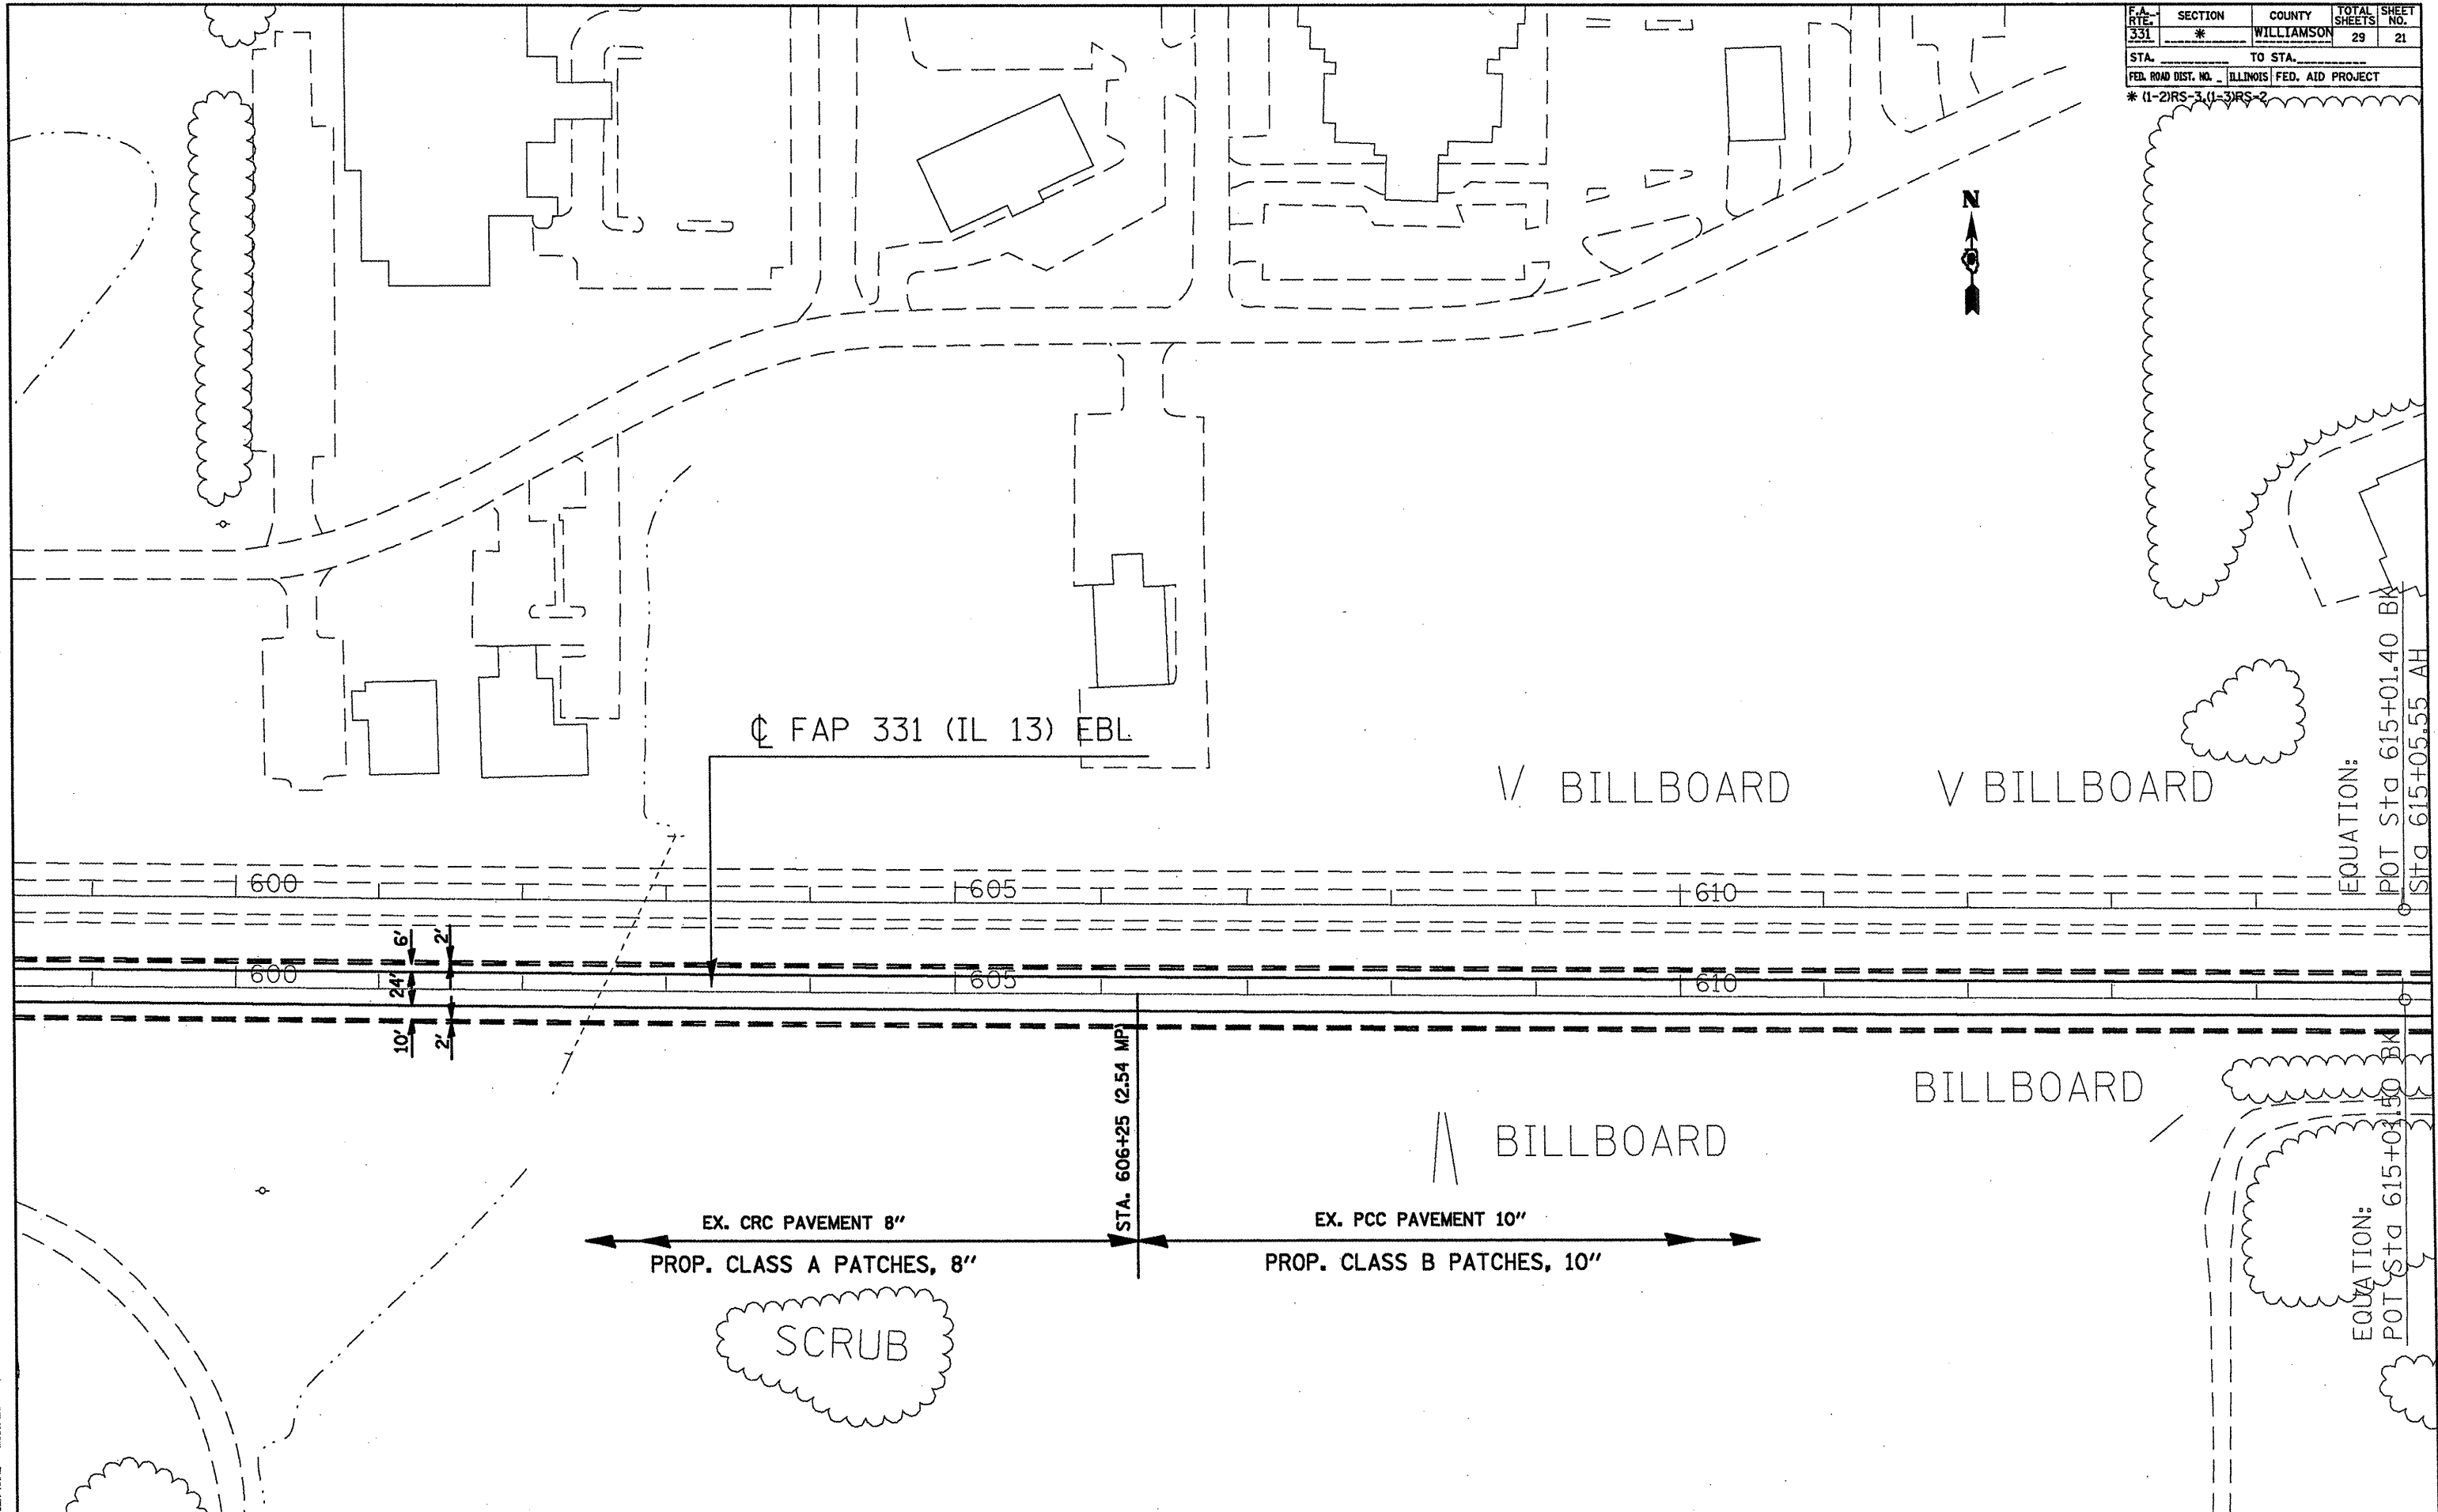 F.A. RTE. SECTION COUNTY TOTAL SHEETS SHEET NO.
331 * WILLIAMSON 29 21
STA. TO STA.
FED. ROAD DIST. NO. ILLINOIS FED. AID PROJECT
* (1-2)RS-3,(1-3)RS-2
N
℄ FAP 331 (IL 13) EBL
V BILLBOARD
V BILLBOARD
EQUATION:
POT Sta 615+01.40 BK
Sta 615+05.55 AH
600 605 610
6' 2'
600 605 610
24'
10' 2'
STA. 606+25 (2.54 MP)
BILLBOARD
BILLBOARD
EX. CRC PAVEMENT 8"
EX. PCC PAVEMENT 10"
PROP. CLASS A PATCHES, 8"
PROP. CLASS B PATCHES, 10"
SCRUB
EQUATION:
POT Sta 615+01.50 BK